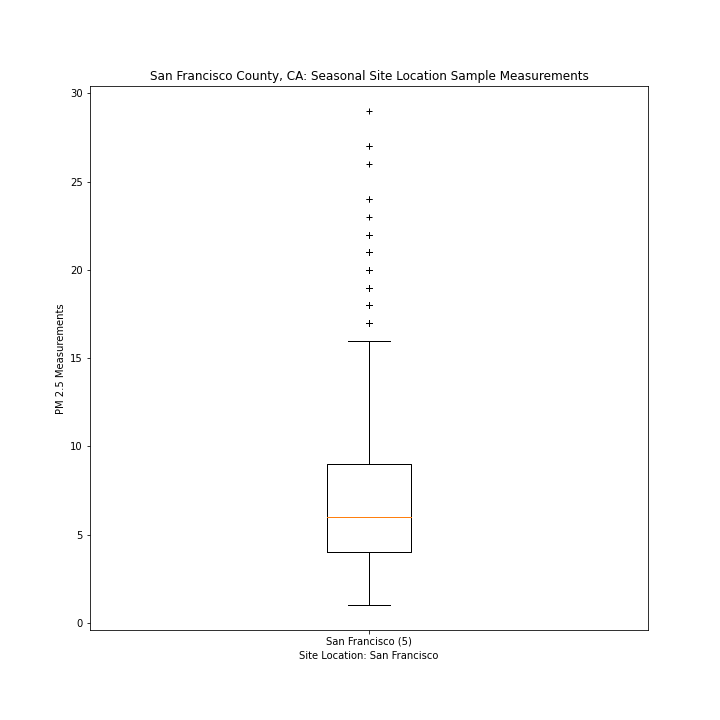 San Francisco County, CA: Seasonal Site Location Sample Measurements
30
25
20
15
10
5
0
PM 2.5 Measurements
San Francisco (5)
Site Location: San Francisco